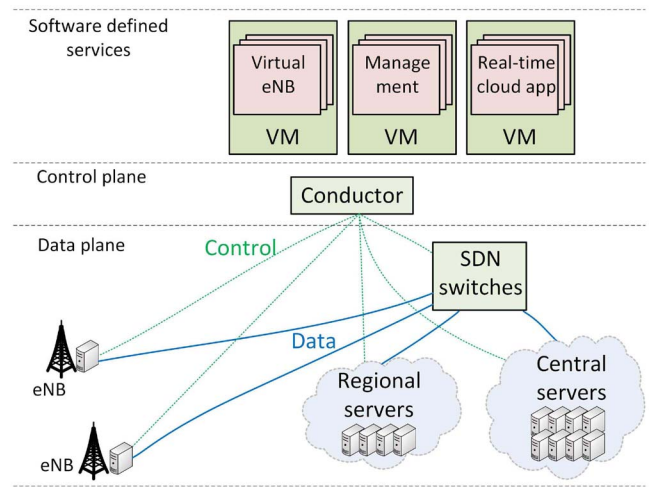 Software defined
services
Virtual
eNB
VM
Manage
ment
VM
Real-time
cloud app
VM
Control plane
Conductor
Data plane
Control
SDN
switches
Data
eNB
Regional
servers
Central
servers
eNB